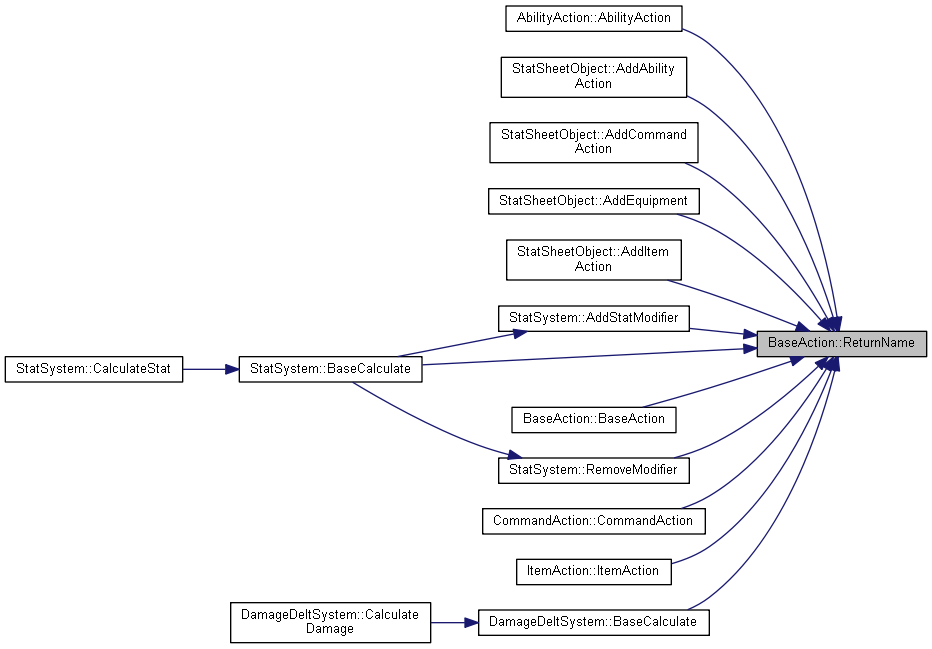 AbilityAction::AbilityAction
StatSheetObject::AddAbility
Action
StatSheetObject::AddCommand
Action
StatSheetObject::AddEquipment
StatSheetObject::AddItem
Action
StatSystem::AddStatModifier
BaseAction::ReturnName
StatSystem::CalculateStat
StatSystem::BaseCalculate
BaseAction::BaseAction
StatSystem::RemoveModifier
CommandAction::CommandAction
ItemAction::ItemAction
DamageDeltSystem::Calculate
Damage
DamageDeltSystem::BaseCalculate